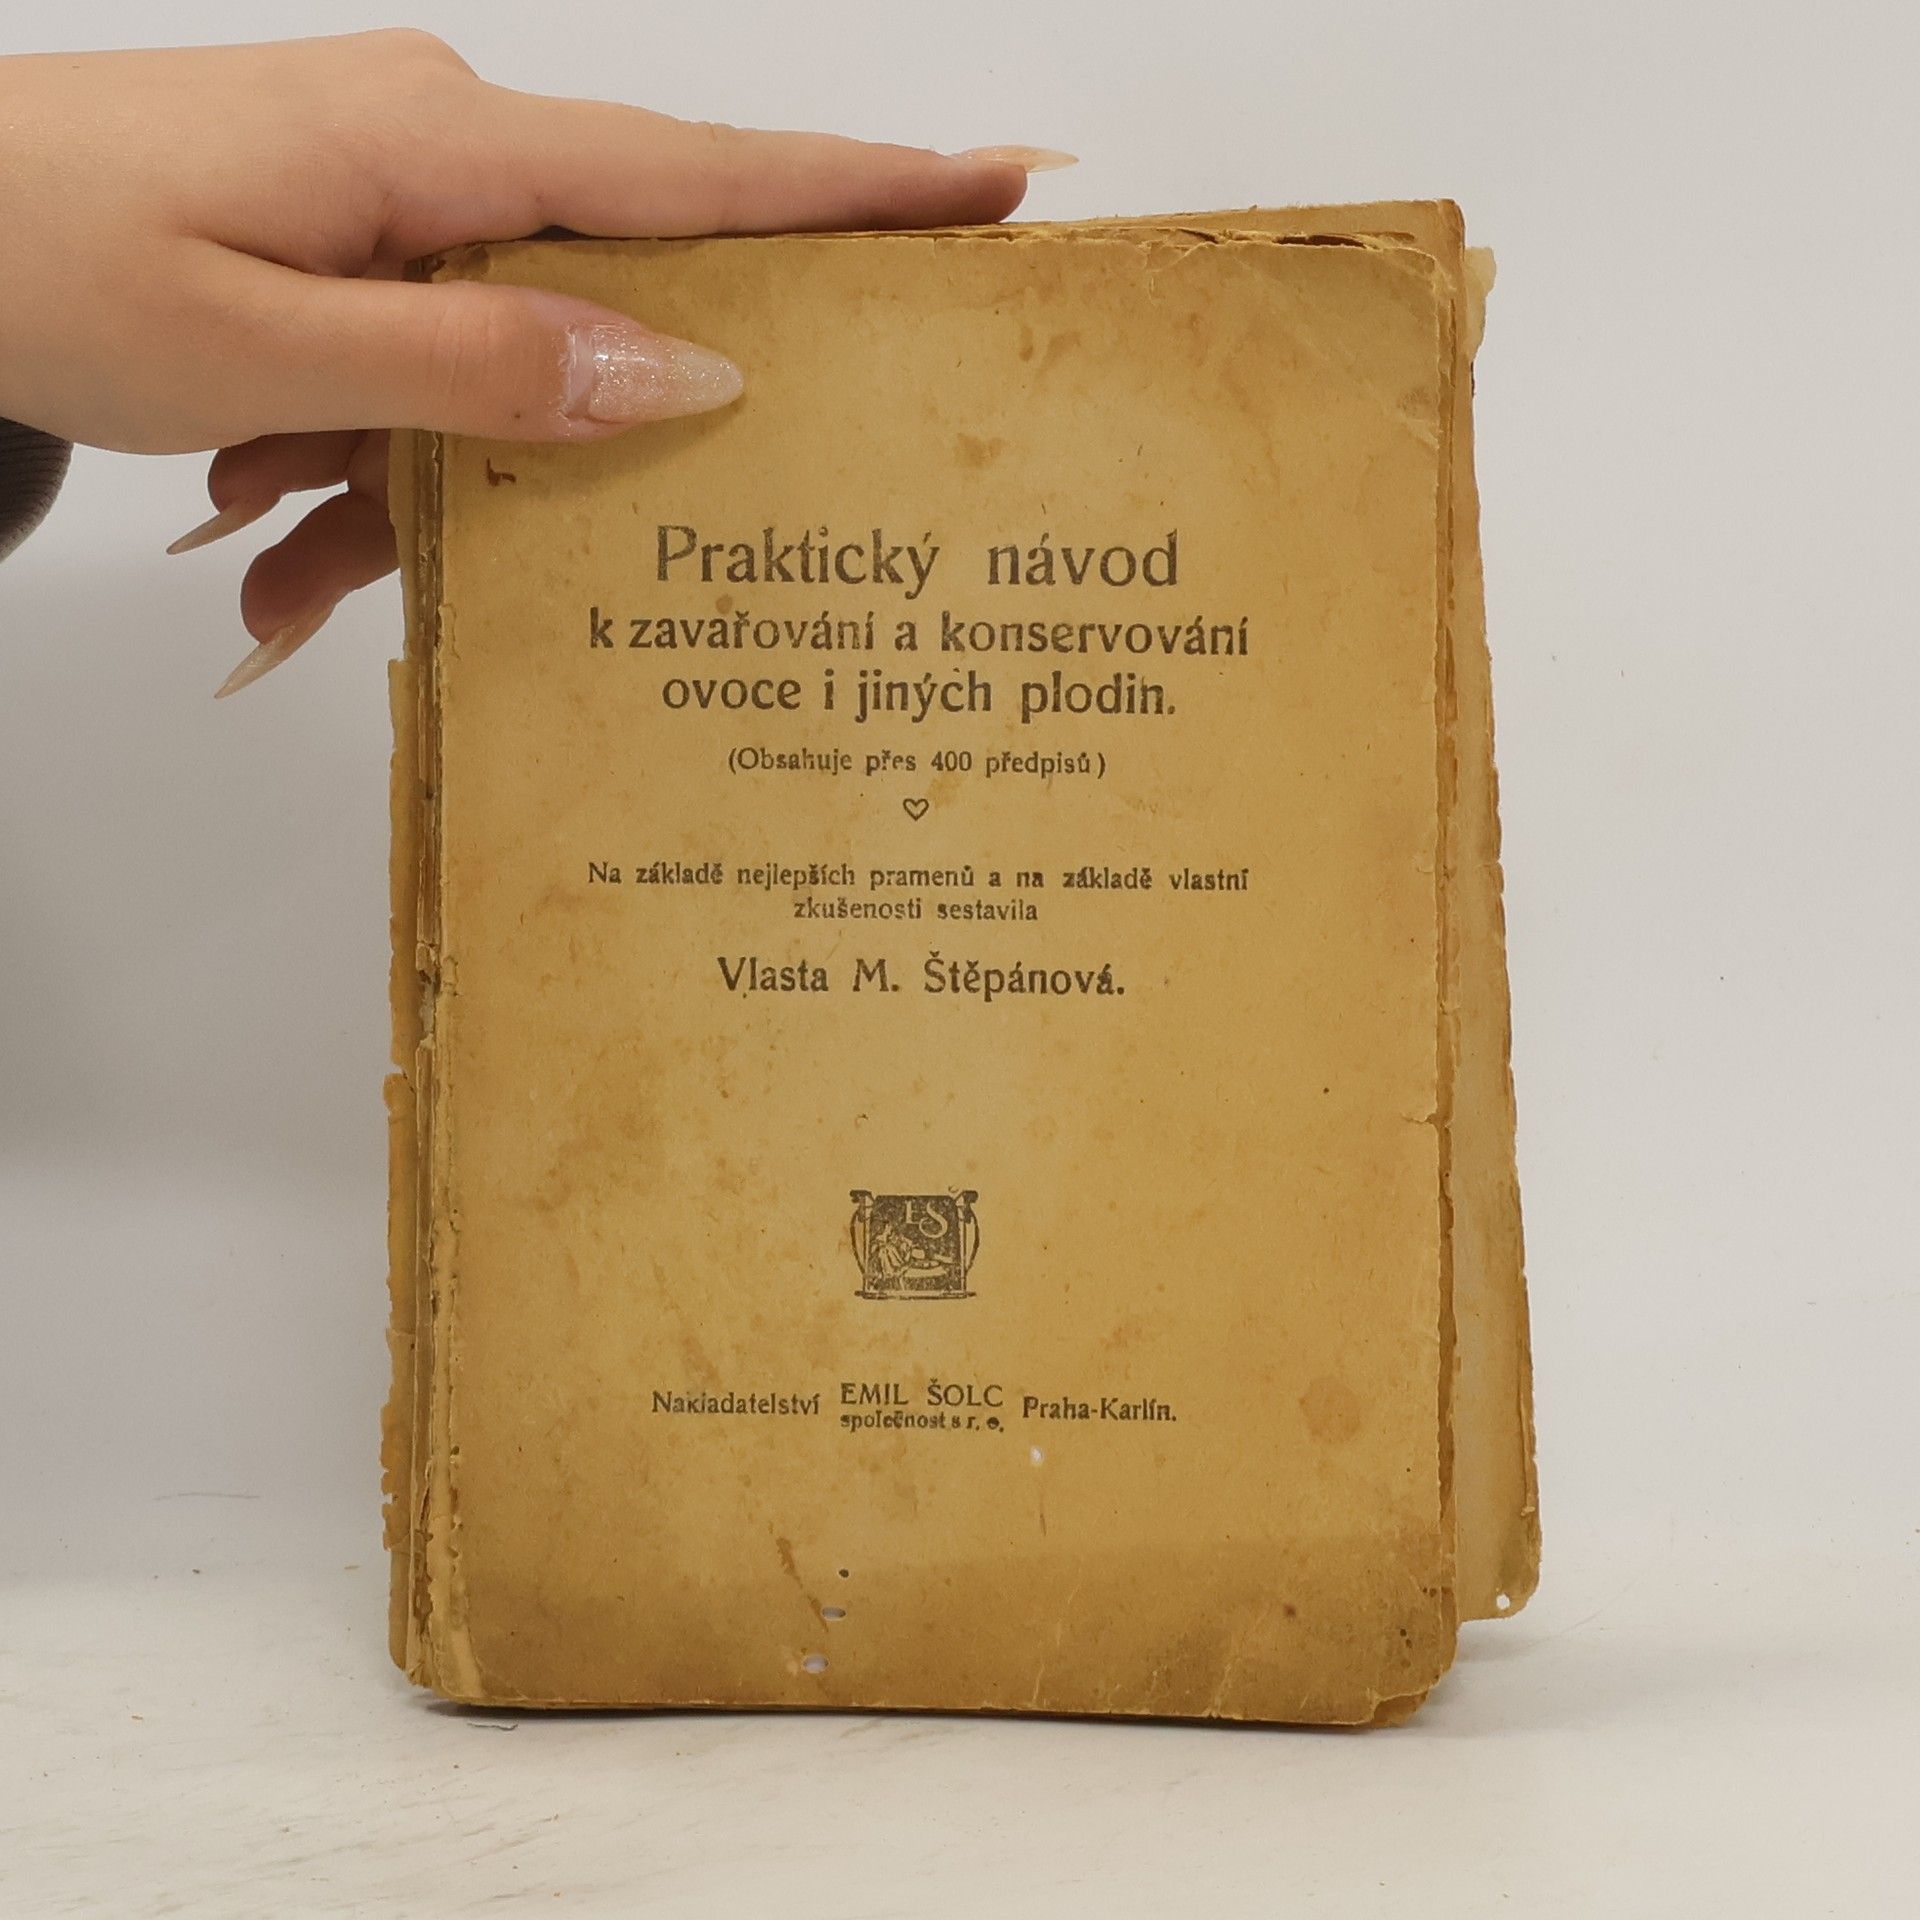 Praktický návod
k zavařování a konservování
ovoce i jiných plodin.
(Obsahuje přes 400 předpisů)
Na základě nejlepších pramenů a na základě vlastní
zkušenosti sestavila
Vlasta M. Štěpánová.
EŠ
Nakladatelství EMIL ŠOLC Praha-Karlín.
společnost s r. o.